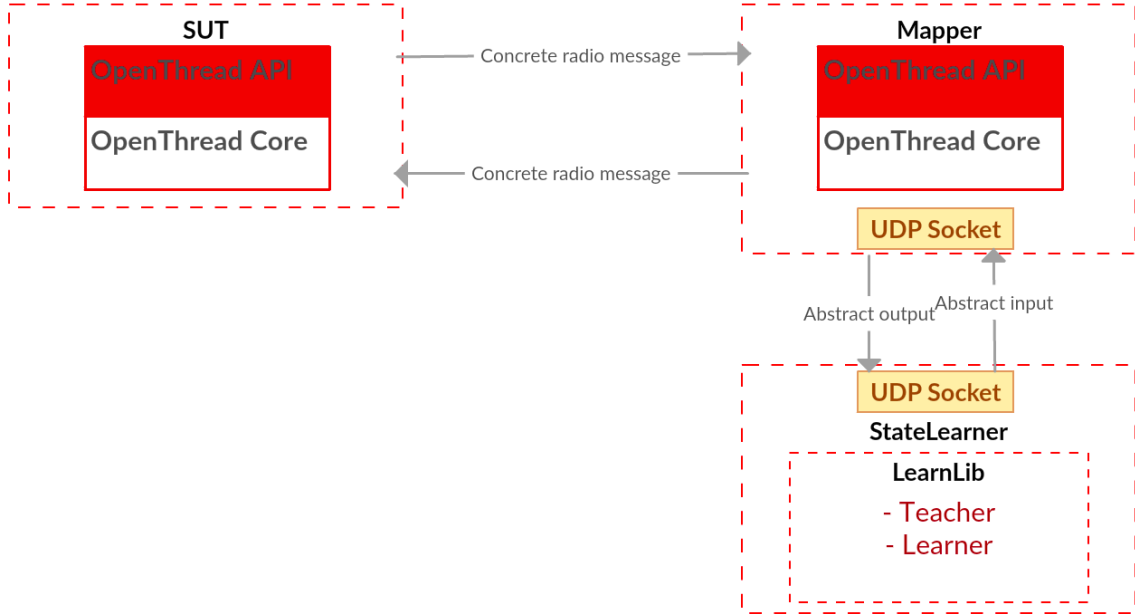 SUT
OpenThread API
OpenThread Core
Concrete radio message
Concrete radio message
Mapper
OpenThread API
OpenThread Core
UDP Socket
Abstract output
Abstract input
UDP Socket
StateLearner
LearnLib
- Teacher
- Learner